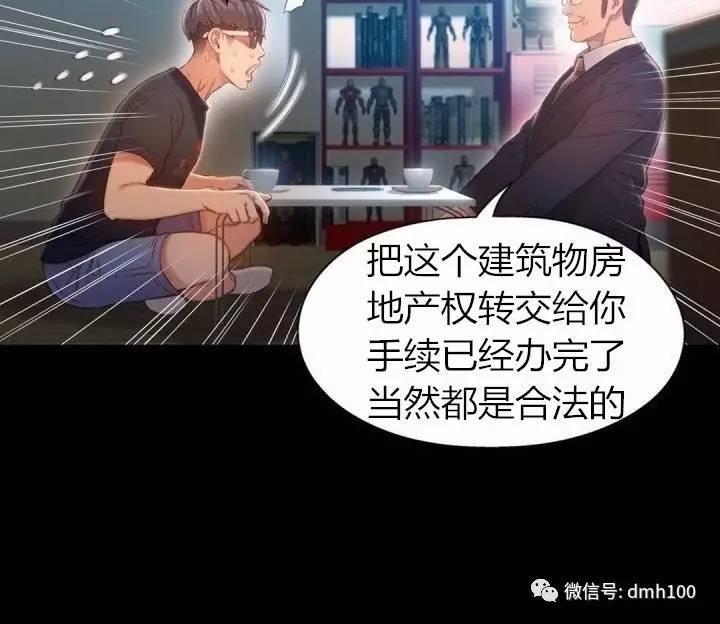 把这个建筑物房
地产权转交给你
手续已经办完了
当然都是合法的
微信号: dmh100